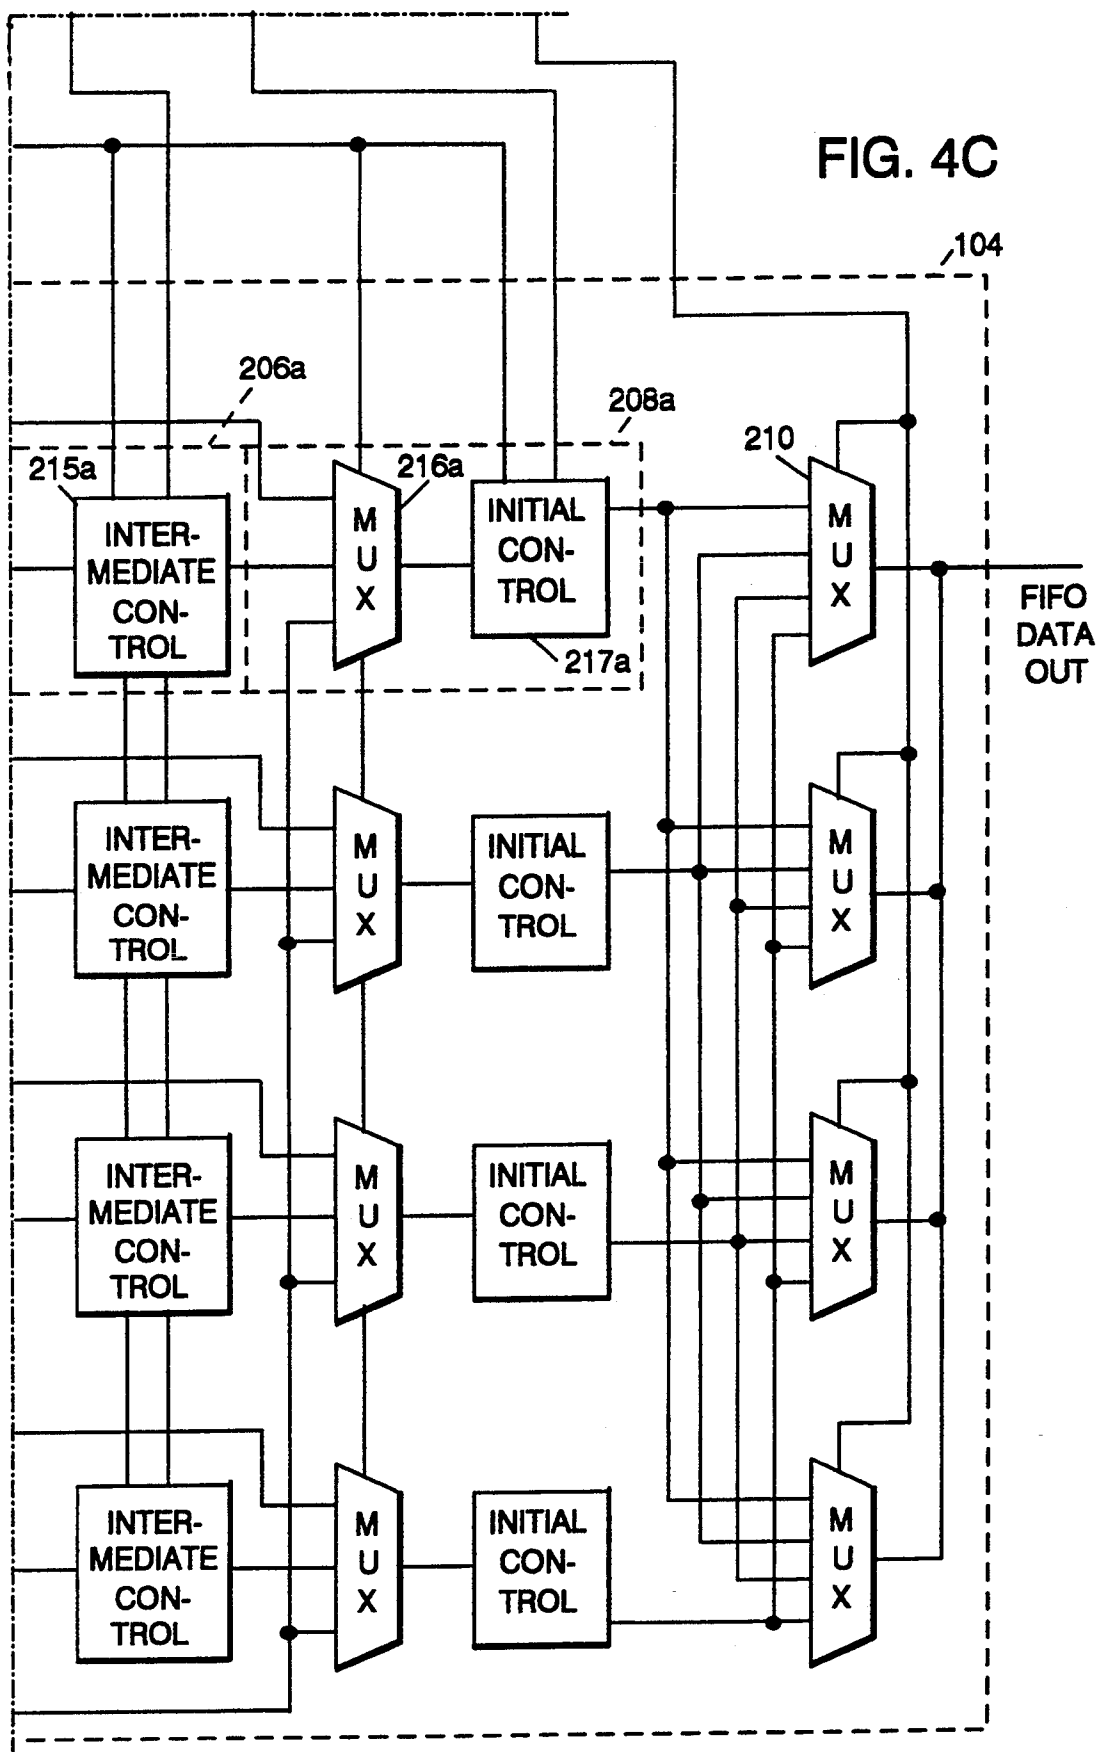 FIG. 4C
104
206a
208a
210
215a
216a
INTER-
MEDIATE
CON-
TROL
M
U
X
INITIAL
CON-
TROL
217a
M
U
X
FIFO
DATA
OUT
INTER-
MEDIATE
CON-
TROL
M
U
X
INITIAL
CON-
TROL
M
U
X
INTER-
MEDIATE
CON-
TROL
M
U
X
INITIAL
CON-
TROL
M
U
X
INTER-
MEDIATE
CON-
TROL
M
U
X
INITIAL
CON-
TROL
M
U
X